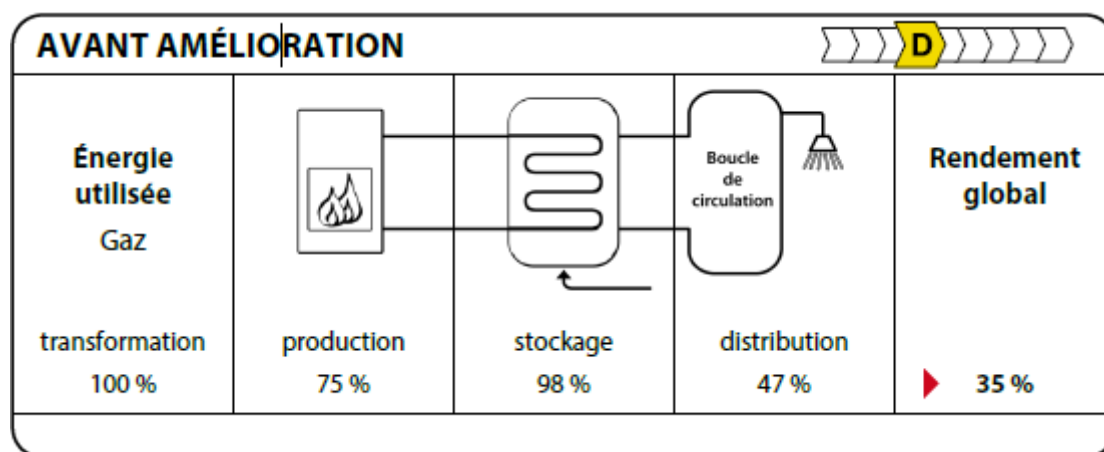 AVANT AMÉLIORATION
D
Énergie
utilisée
Gaz
transformation
100 %
production
75 %
stockage
98 %
Boucle
de
circulation
distribution
47 %
Rendement
global
35 %